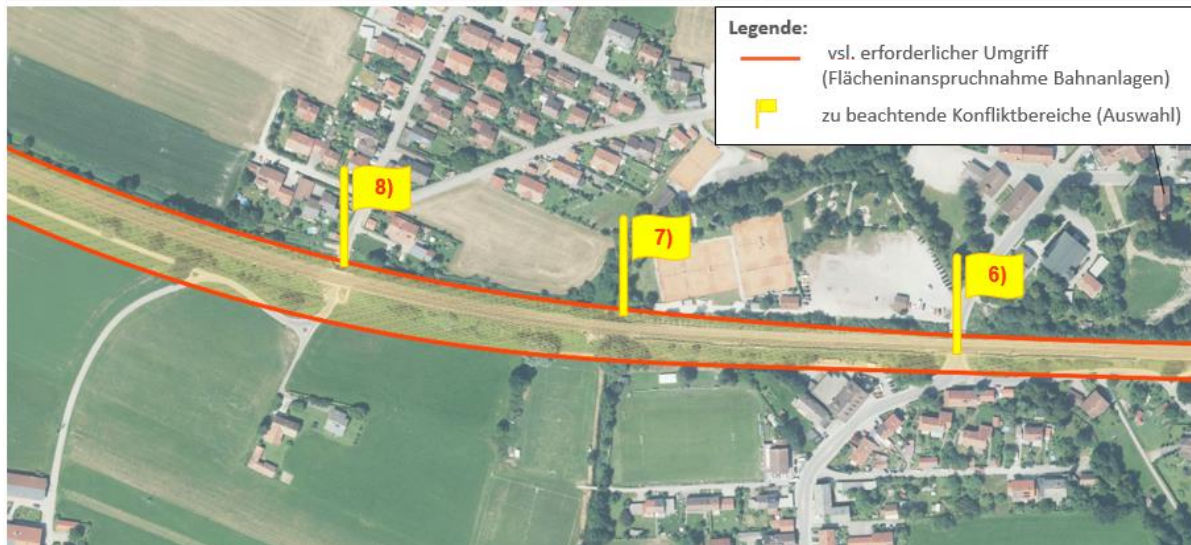 Legende:
vsl. erforderlicher Umgriff
(Flächeninanspruchnahme Bahnanlagen)
zu beachtende Konfliktbereiche (Auswahl)
8)
7)
6)